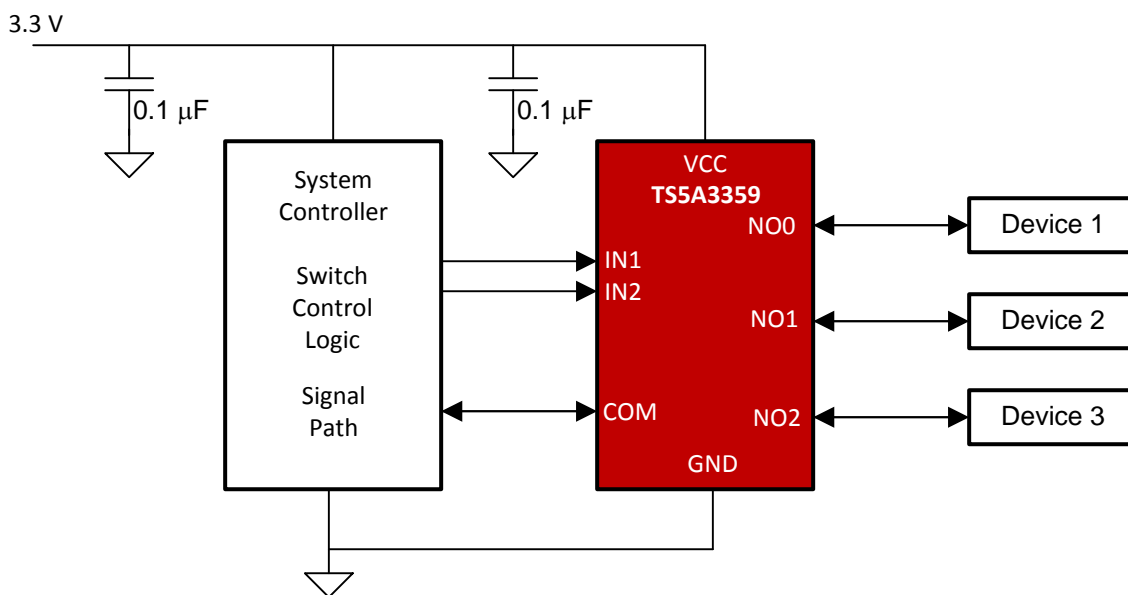 3.3 V
0.1 μF
0.1 μF
System
Controller
Switch
Control
Logic
Signal
Path
VCC
TS5A3359
NO0
IN1
IN2
NO1
COM
NO2
GND
Device 1
Device 2
Device 3